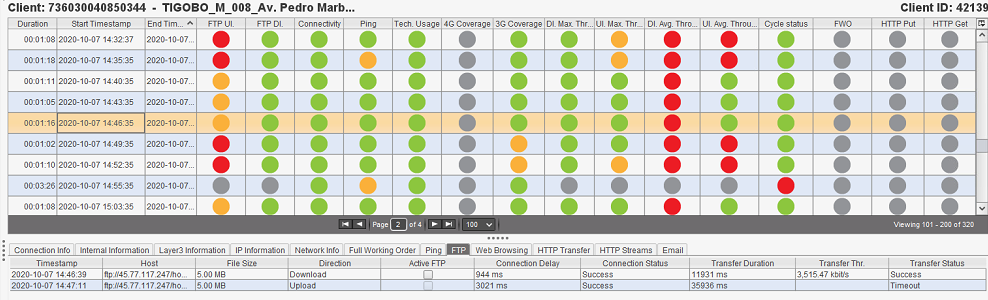 Client: 736030040850344 - TIGOBO_M_008_Av. Pedro Marb... Client ID: 42139
Duration Start Timestamp End Tim... FTP Ul. FTP Dl. Connectivity Ping Tech. Usage 4G Coverage 3G Coverage Dl. Max. Thr... Ul. Max. Thr... Dl. Avg. Thro... Ul. Avg. Throu... Cycle status FWO HTTP Put HTTP Get
00:01:08 2020-10-07 14:32:37 2020-10-07...
00:01:18 2020-10-07 14:35:35 2020-10-07...
00:01:11 2020-10-07 14:40:35 2020-10-07...
00:01:05 2020-10-07 14:43:35 2020-10-07...
00:01:16 2020-10-07 14:46:35 2020-10-07...
00:01:02 2020-10-07 14:49:35 2020-10-07...
00:01:10 2020-10-07 14:52:35 2020-10-07...
00:03:26 2020-10-07 14:55:35 2020-10-07...
00:01:08 2020-10-07 15:03:35 2020-10-07...
Page 2 of 4 100 Viewing 101 - 200 of 320
Connection Info Internal Information Layer3 Information IP Information Network Info Full Working Order Ping FTP Web Browsing HTTP Transfer HTTP Streams Email
Timestamp Host File Size Direction Active FTP Connection Delay Connection Status Transfer Duration Transfer Thr. Transfer Status
2020-10-07 14:46:39 ftp://45.77.117.247/ho... 5.00 MB Download 944 ms Success 11931 ms 3,515.47 kbit/s Success
2020-10-07 14:47:11 ftp://45.77.117.247/ho... 5.00 MB Upload 3021 ms Success 35936 ms Timeout